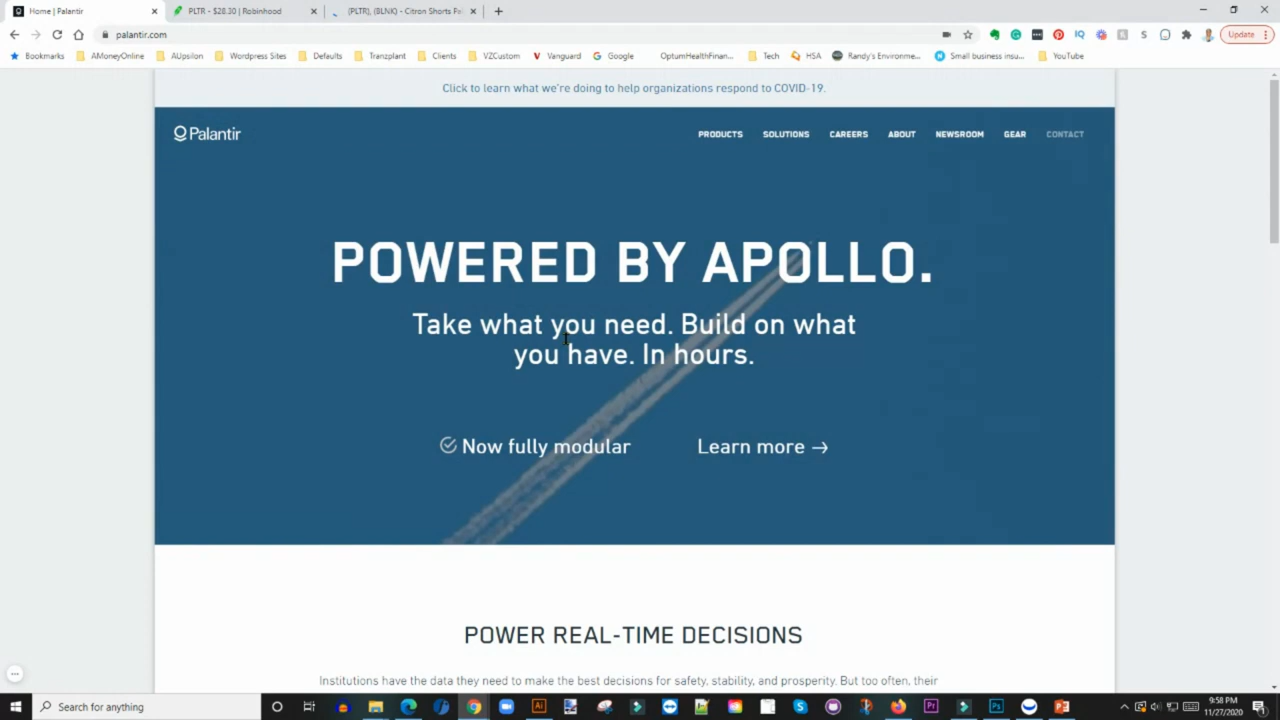 Home | Palantir
PLTR - $28.30 | Robinhood
(PLTR), (BLNK) - Citron Shorts Pa
palantir.com
Update
Bookmarks AMoneyOnline AUpsilon Wordpress Sites Defaults Tranzplant Clients VZCustom Vanguard Google OptumHealthFinan... Tech HSA Randy's Environme... Small business insu... YouTube
Click to learn what we're doing to help organizations respond to COVID-19.
Palantir
PRODUCTS SOLUTIONS CAREERS ABOUT NEWSROOM GEAR CONTACT
POWERED BY APOLLO.
Take what you need. Build on what
you have. In hours.
Now fully modular
Learn more →
POWER REAL-TIME DECISIONS
Institutions have the data they need to make the best decisions for safety, stability, and prosperity. But too often, their
Search for anything
9:58 PM
11/27/2020